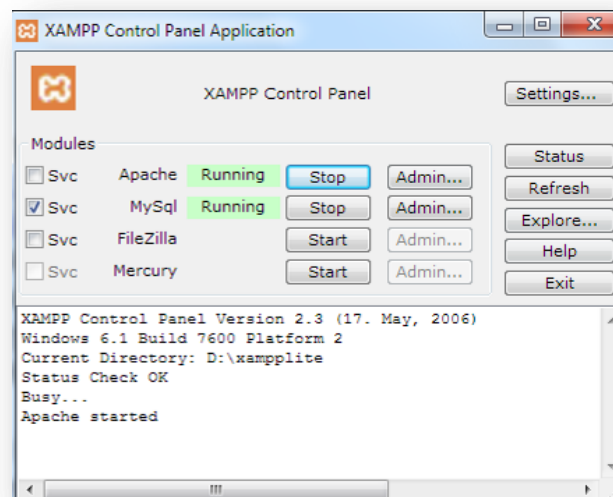 XAMPP Control Panel Application
XAMPP Control Panel
Settings...
Modules
Svc Apache Running Stop Admin...
Svc MySql Running Stop Admin...
Svc FileZilla Start Admin...
Svc Mercury Start Admin...
Status
Refresh
Explore...
Help
Exit
XAMPP Control Panel Version 2.3 (17. May, 2006)
Windows 6.1 Build 7600 Platform 2
Current Directory: D:\xampplite
Status Check OK
Busy...
Apache started